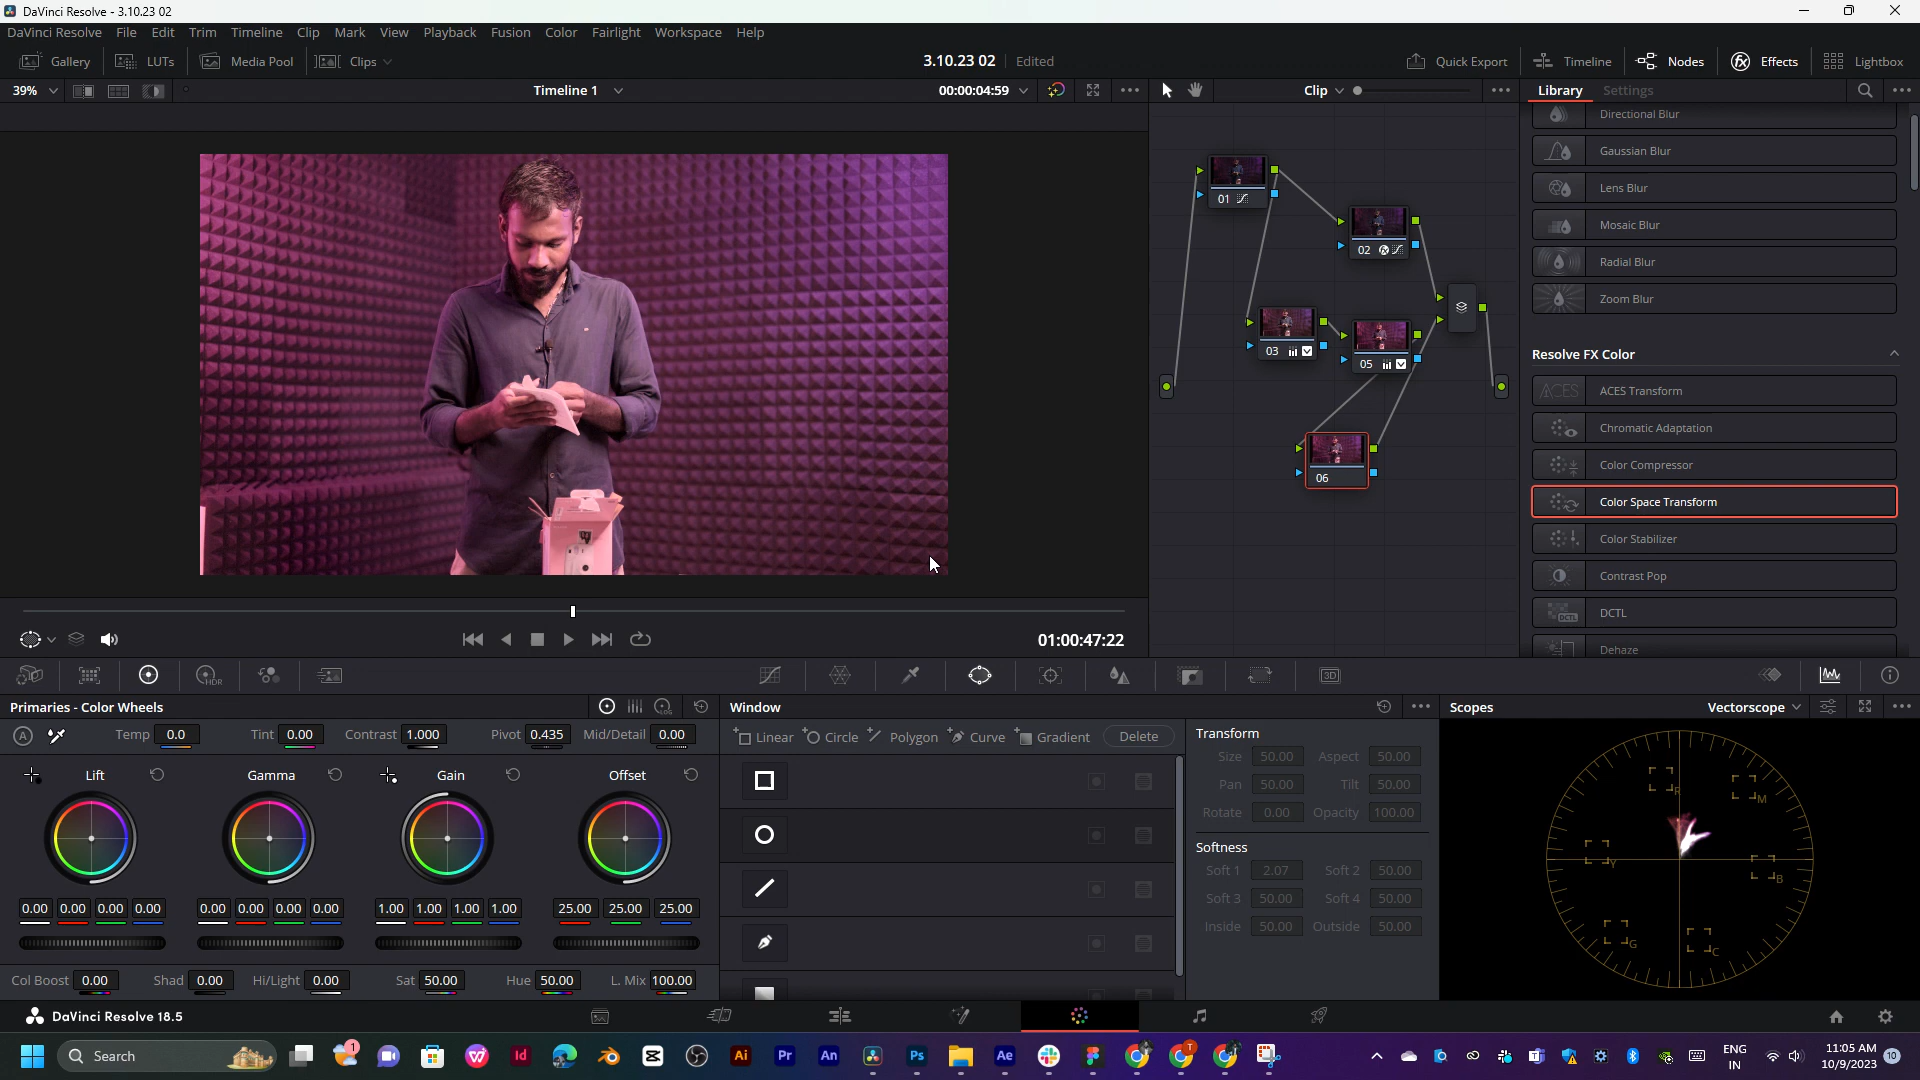 DaVinci Resolve - 3.10.23 02
DaVinci Resolve File Edit Trim Timeline Clip Mark View Playback Fusion Color Fairlight Workspace Help
Gallery LUTs Media Pool Clips 3.10.23 02 Edited Quick Export Timeline Nodes Effects Lightbox
39% Timeline 1 00:00:04:59 Clip Library Settings
Directional Blur
Gaussian Blur
Lens Blur
Mosaic Blur
Radial Blur
Zoom Blur
Resolve FX Color
ACES Transform
Chromatic Adaptation
Color Compressor
Color Space Transform
Color Stabilizer
Contrast Pop
DCTL
Dehaze
01
02
03
05
06
01:00:47:22
HDR
3D
Primaries - Color Wheels
LOG
A Temp 0.0 Tint 0.00 Contrast 1.000 Pivot 0.435 Mid/Detail 0.00
Lift Gamma Gain Offset
0.00 0.00 0.00 0.00 0.00 0.00 0.00 0.00 1.00 1.00 1.00 1.00 25.00 25.00 25.00
Col Boost 0.00 Shad 0.00 Hi/Light 0.00 Sat 50.00 Hue 50.00 L. Mix 100.00
Window
Linear Circle Polygon Curve Gradient Delete
Transform
Size 50.00 Aspect 50.00
Pan 50.00 Tilt 50.00
Rotate 0.00 Opacity 100.00
Softness
Soft 1 2.07 Soft 2 50.00
Soft 3 50.00 Soft 4 50.00
Inside 50.00 Outside 50.00
Scopes Vectorscope
R
M
Y
B
G
C
DaVinci Resolve 18.5
Search 1 Id Ai Pr An Ps Ae T ENG IN 11:05 AM 10/9/2023 10